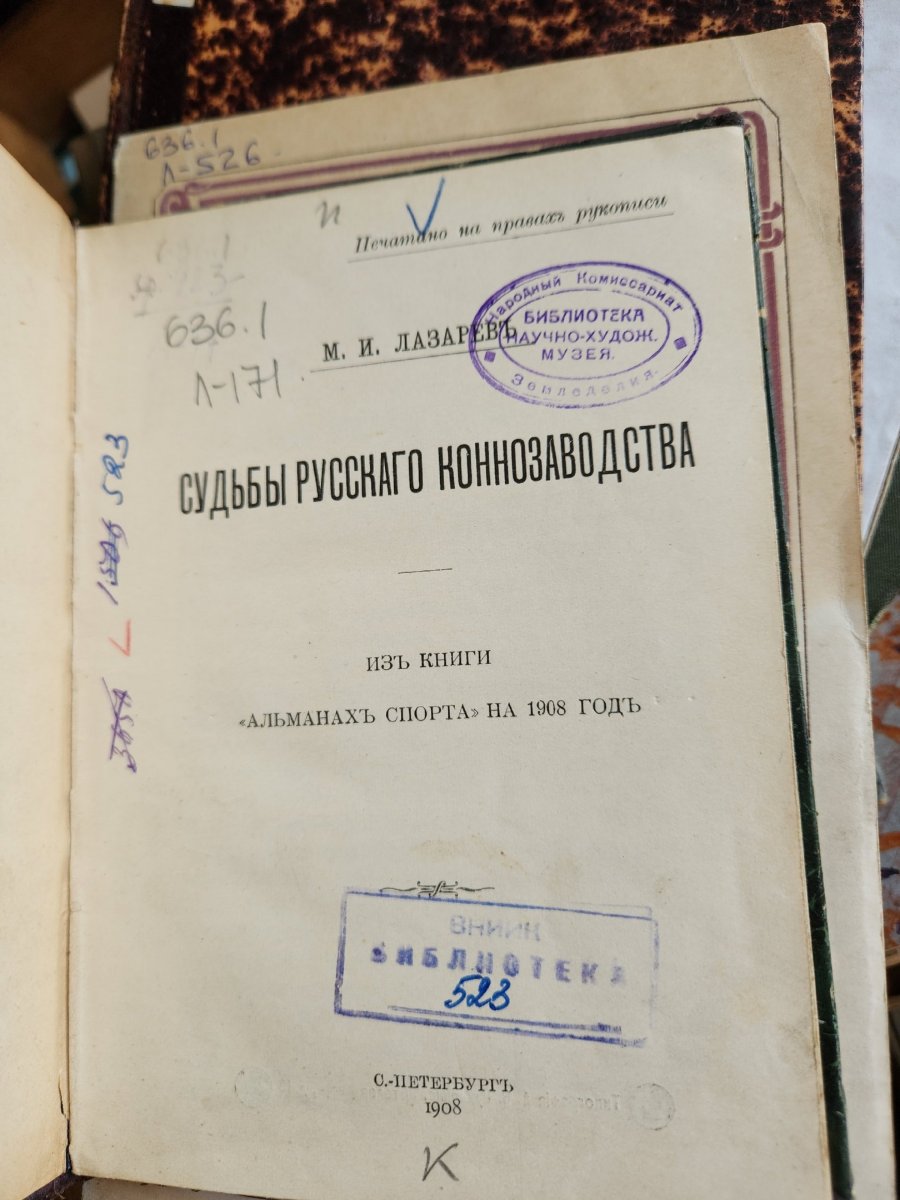 636.1
Л-526
Печатано на правахъ рукописи
636.1
Л-171
М. И. ЛАЗАРЕВЪ
Народный Комиссариат
БИБЛИОТЕКА
НАУЧНО-ХУДОЖ.
МУЗЕЯ.
Земледелия.
СУДЬБЫ РУССКАГО КОННОЗАВОДСТВА
523
ИЗЪ КНИГИ
«АЛЬМАНАХЪ СПОРТА» НА 1908 ГОДЪ
ВНИИК
БИБЛИОТЕКА
523
С.-ПЕТЕРБУРГЪ
1908
К